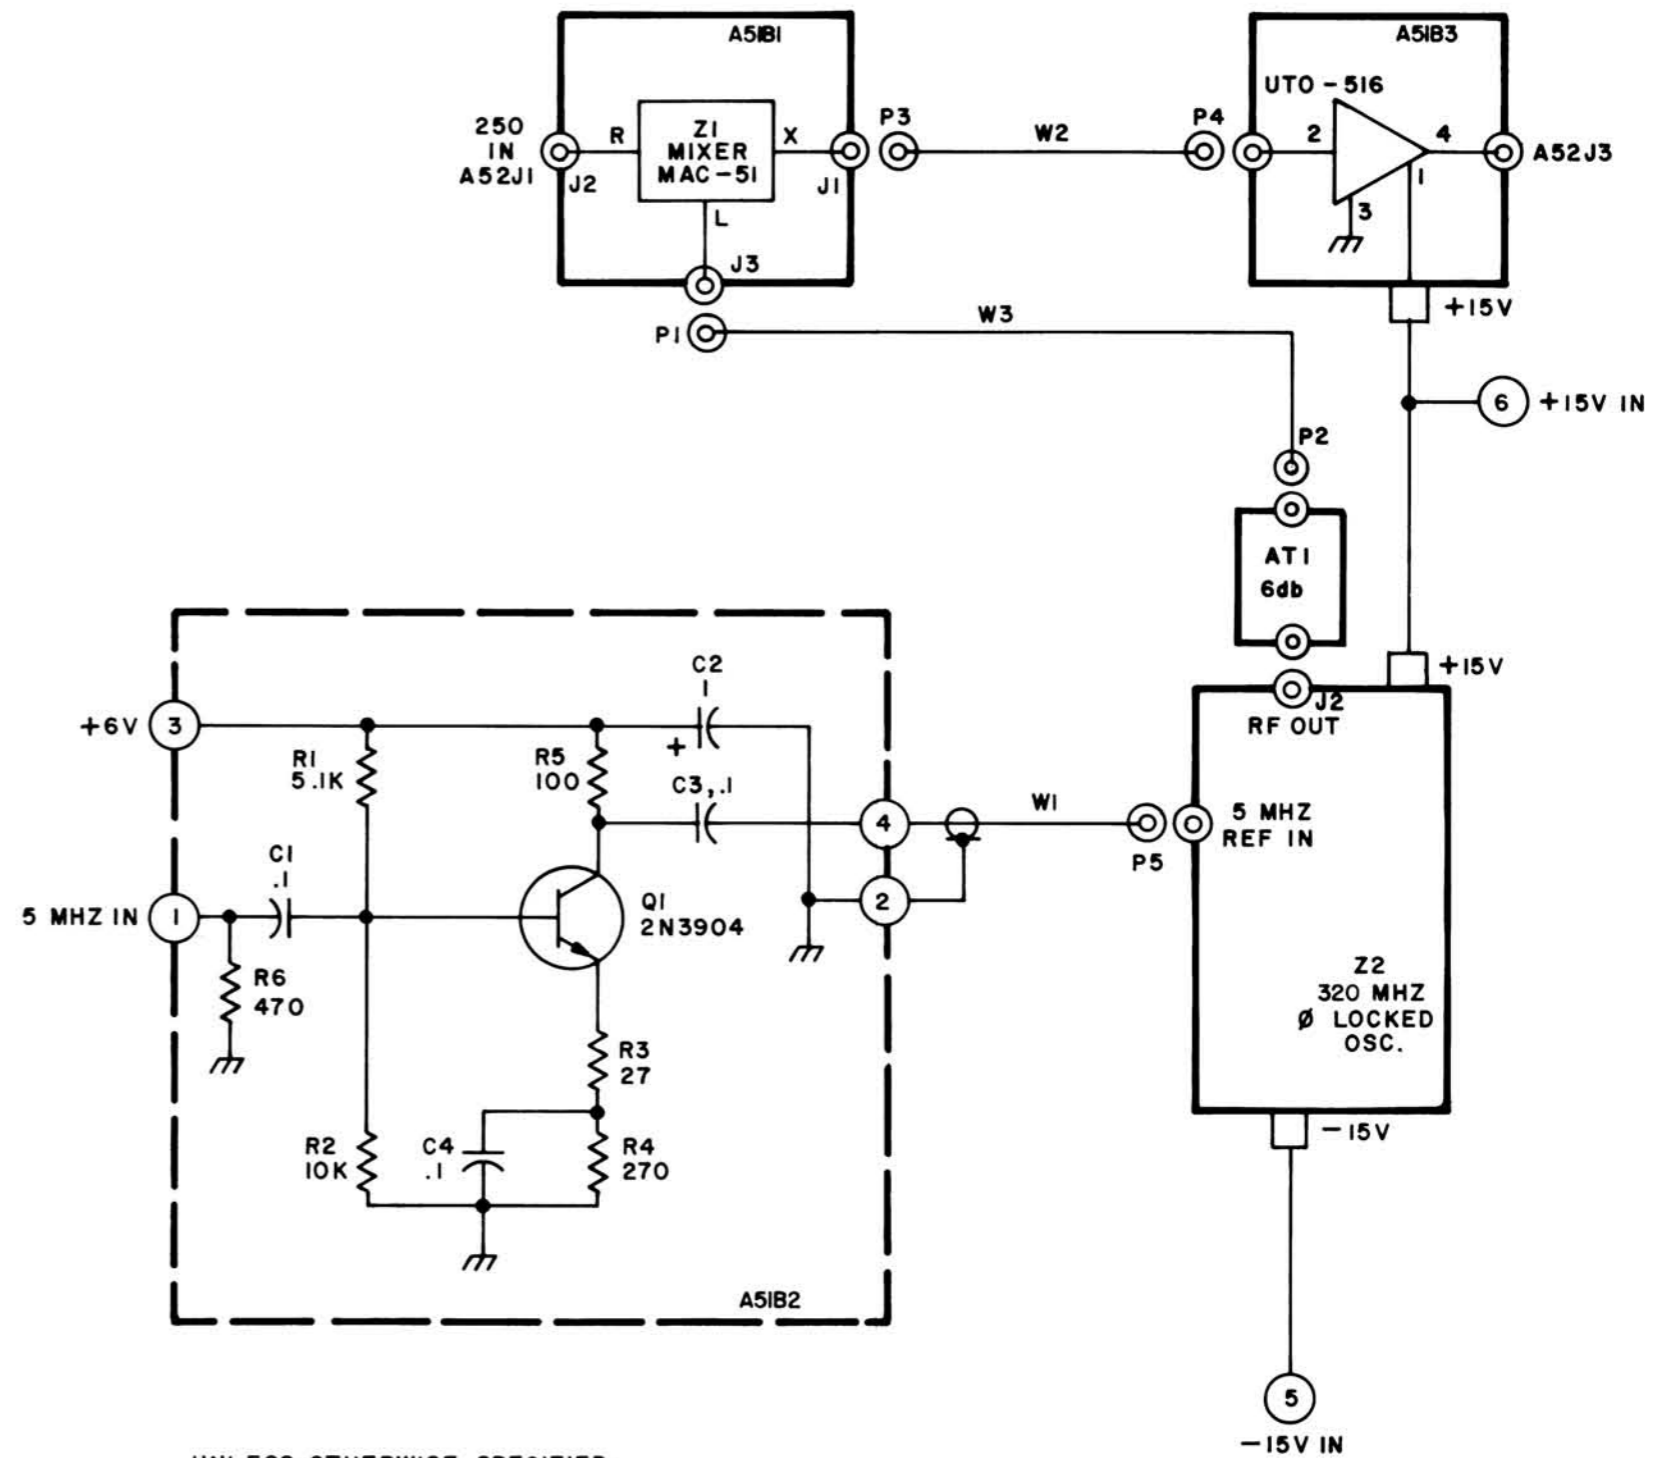 A51B1
250
IN
A52J1
R
Z1
MIXER
MAC-51
X
J2
J1
L
J3
P3
W2
P4
A51B3
UTO-516
2
4
1
3
A52J3
+15V
P1
W3
6
+15V IN
P2
AT1
6db
+15V
J2
RF OUT
C2
1
+
+6V
3
R1
5.1K
R5
100
C3,.1
4
W1
P5
5 MHZ
REF IN
C1
.1
5 MHZ IN
1
Q1
2N3904
2
R6
470
Z2
320 MHZ
Ø LOCKED
OSC.
R3
27
R2
10K
C4
.1
R4
270
-15V
A51B2
5
-15V IN